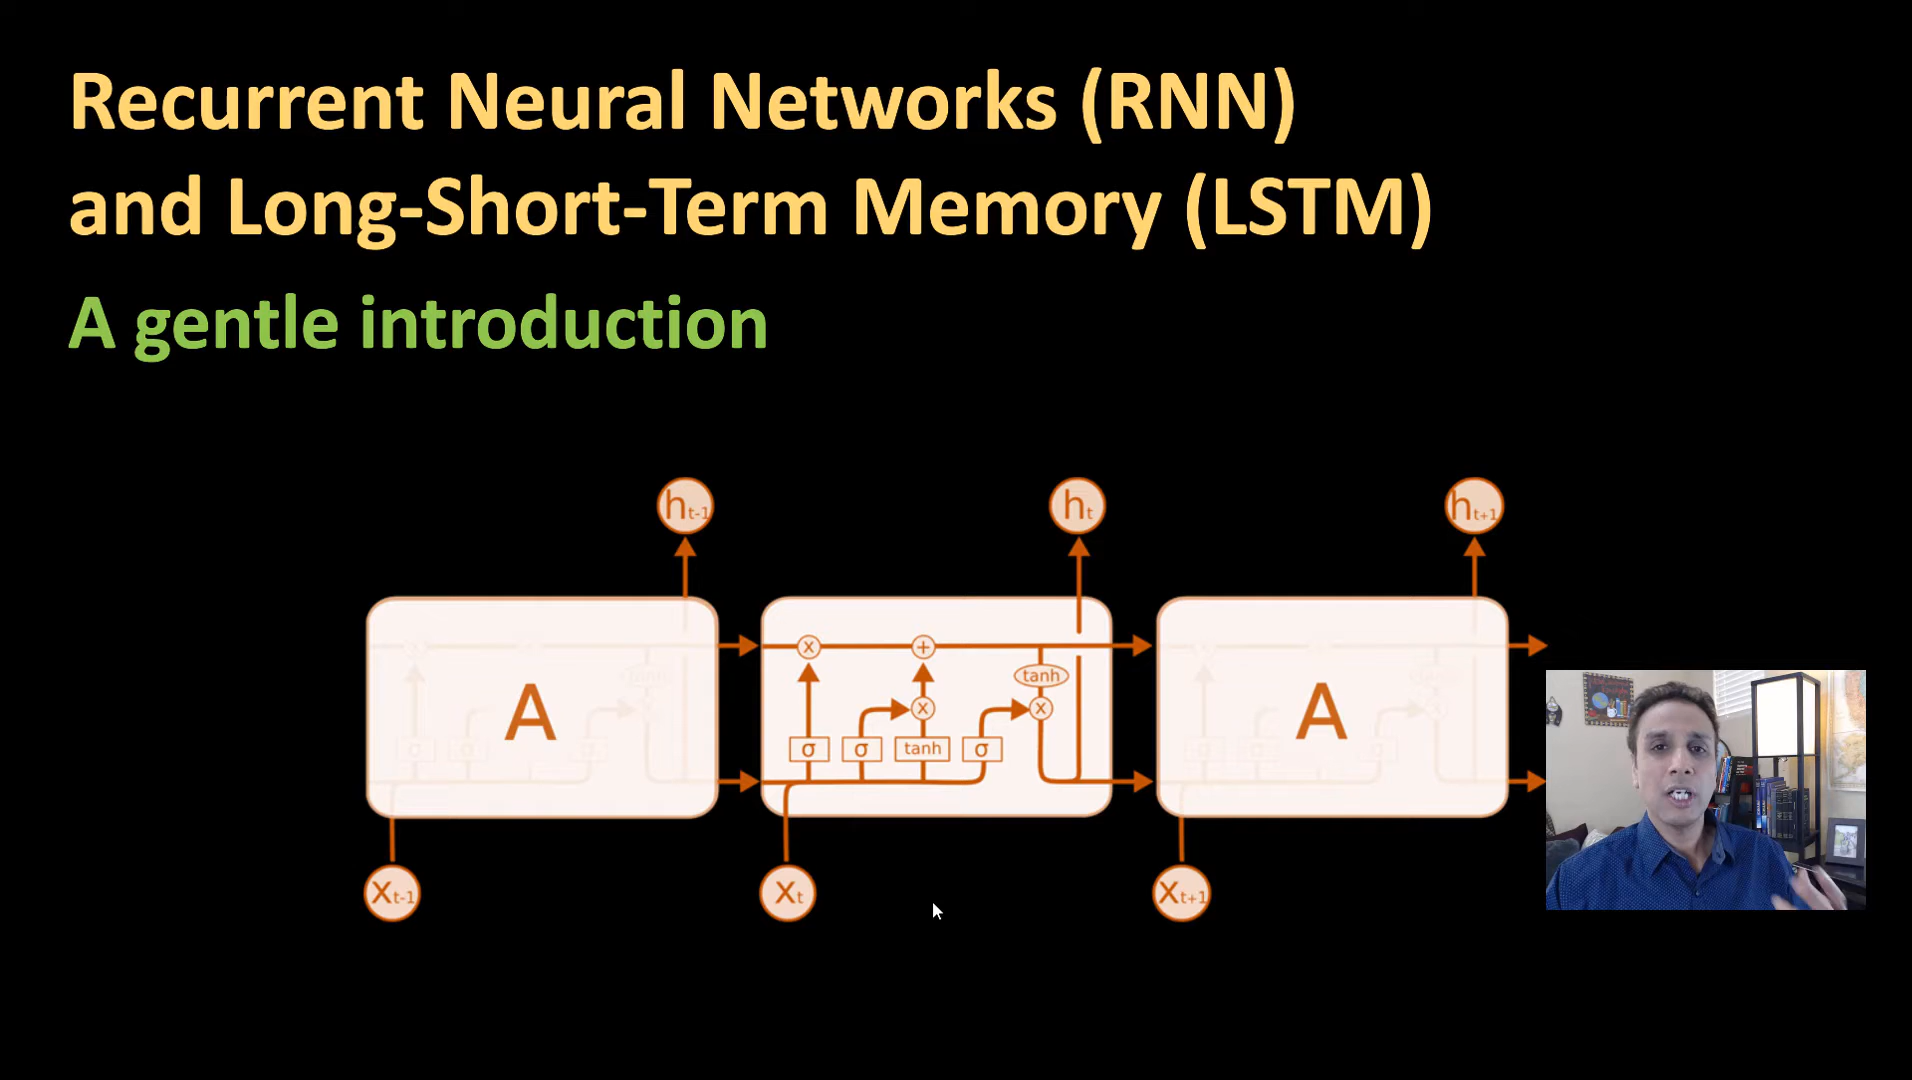 Recurrent Neural Networks (RNN)
and Long-Short-Term Memory (LSTM)
A gentle introduction
ht-1 ht ht+1
x + tanh
A x x A
σ σ tanh σ
Xt-1 Xt Xt+1